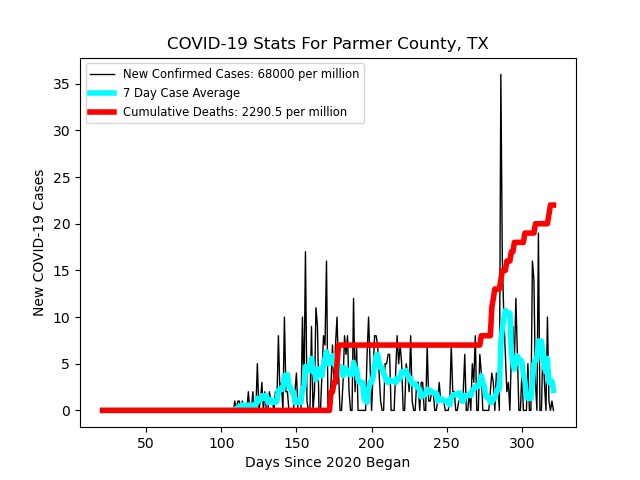 COVID-19 Stats For Parmer County, TX
New Confirmed Cases: 68000 per million
7 Day Case Average
Cumulative Deaths: 2290.5 per million
New COVID-19 Cases
35
30
25
20
15
10
5
0
50
100
150
200
250
300
Days Since 2020 Began